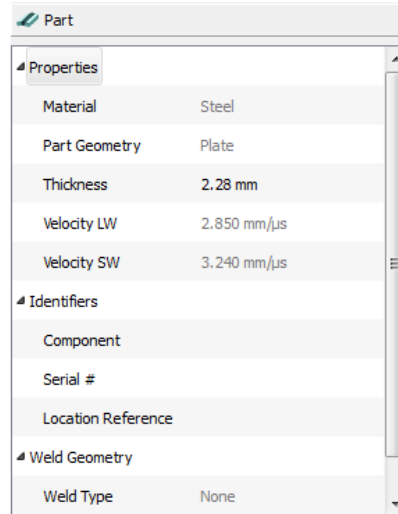 Part
Properties
Material Steel
Part Geometry Plate
Thickness 2.28 mm
Velocity LW 2.850 mm/µs
Velocity SW 3.240 mm/µs
Identifiers
Component
Serial #
Location Reference
Weld Geometry
Weld Type None